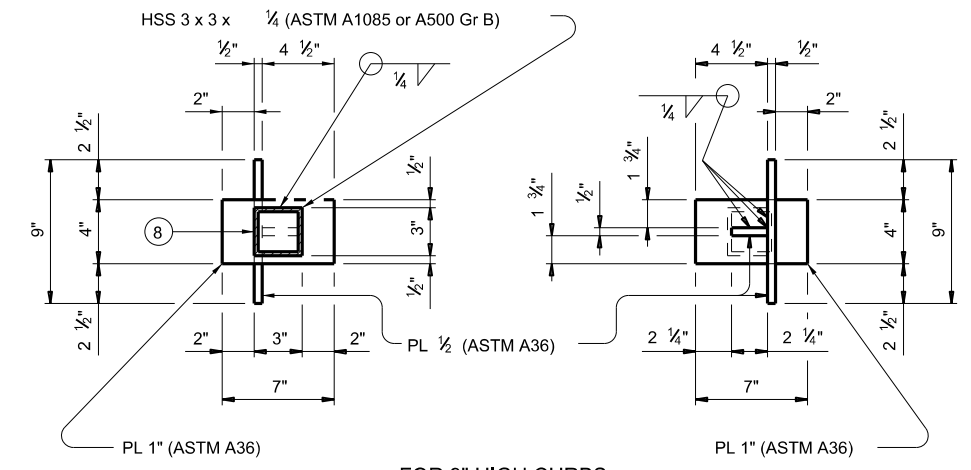 HSS 3 x 3 x ¼ (ASTM A1085 or A500 Gr B)
½" 4 ½"
¼
2"
2 ½"
9"
4"
2 ½"
8
½"
3"
½"
2" 3" 2"
7"
PL 1" (ASTM A36)
PL ½ (ASTM A36)
4 ½" ½"
¼
2"
1 ¾"
½"
1 ¾"
2 ½"
4"
9"
2 ½"
2 ¼" 2 ¼"
7"
PL 1" (ASTM A36)